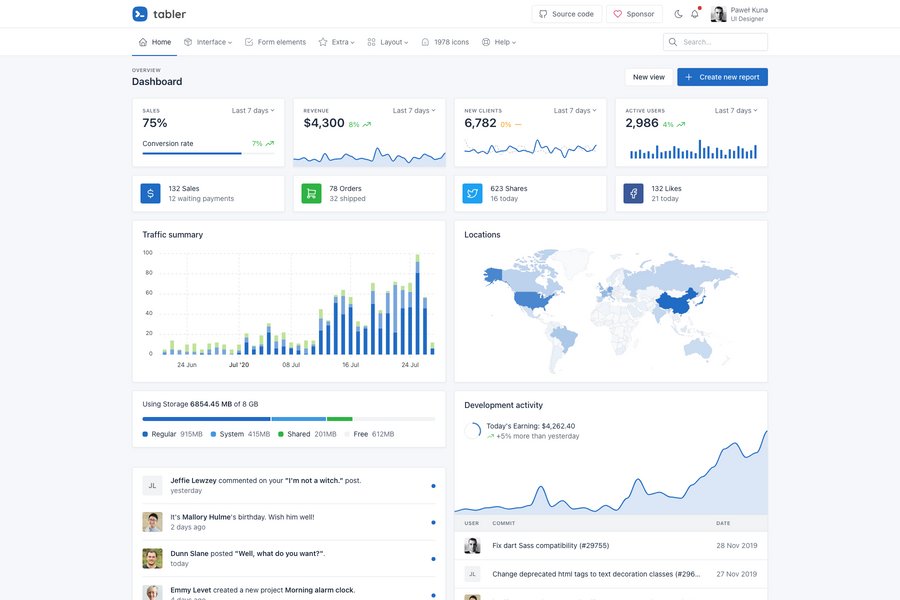 tabler
Source code
Sponsor
Paweł Kuna
UI Designer
Home
Interface
Form elements
Extra
Layout
1978 icons
Help
Search...
OVERVIEW
Dashboard
New view
Create new report
SALES
Last 7 days
75%
Conversion rate
7%
REVENUE
Last 7 days
$4,300 8%
NEW CLIENTS
Last 7 days
6,782 0%
ACTIVE USERS
Last 7 days
2,986 4%
132 Sales
12 waiting payments
78 Orders
32 shipped
623 Shares
16 today
132 Likes
21 today
Traffic summary
100
80
60
40
20
0
24 Jun
Jul '20
08 Jul
16 Jul
24 Jul
Locations
Using Storage 6854.45 MB of 8 GB
Regular 915MB
System 415MB
Shared 201MB
Free 612MB
JL
Jeffie Lewzey commented on your "I'm not a witch." post.
yesterday
It's Mallory Hulme's birthday. Wish him well!
2 days ago
Dunn Slane posted "Well, what do you want?".
today
Emmy Levet created a new project Morning alarm clock.
4 days ago
Development activity
Today's Earning: $4,262.40
+5% more than yesterday
USER
COMMIT
DATE
Fix dart Sass compatibility (#29755)
28 Nov 2019
JL
Change deprecated html tags to text decoration classes (#296...
27 Nov 2019